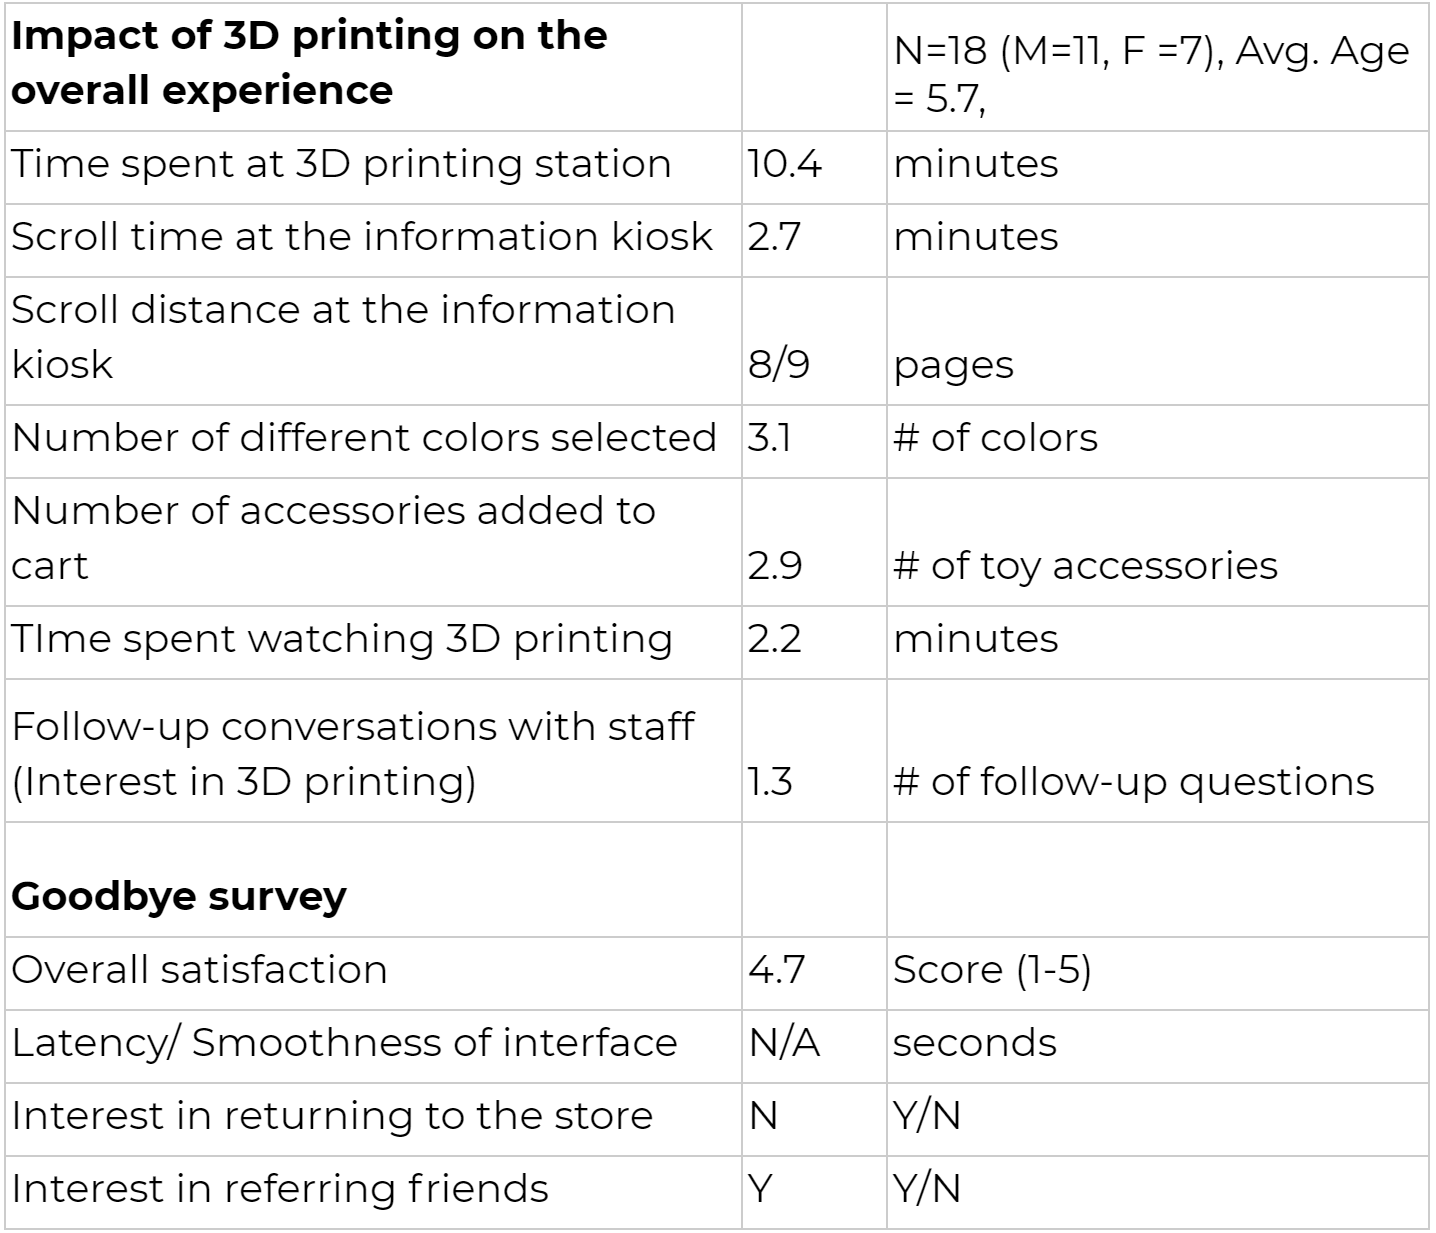 Impact of 3D printing on the
overall experience
N=18 (M=11, F =7), Avg. Age
= 5.7,
Time spent at 3D printing station 10.4 minutes
Scroll time at the information kiosk 2.7 minutes
Scroll distance at the information
kiosk 8/9 pages
Number of different colors selected 3.1 # of colors
Number of accessories added to
cart 2.9 # of toy accessories
TIme spent watching 3D printing 2.2 minutes
Follow-up conversations with staff
(Interest in 3D printing) 1.3 # of follow-up questions
Goodbye survey
Overall satisfaction 4.7 Score (1-5)
Latency/ Smoothness of interface N/A seconds
Interest in returning to the store N Y/N
Interest in referring friends Y Y/N